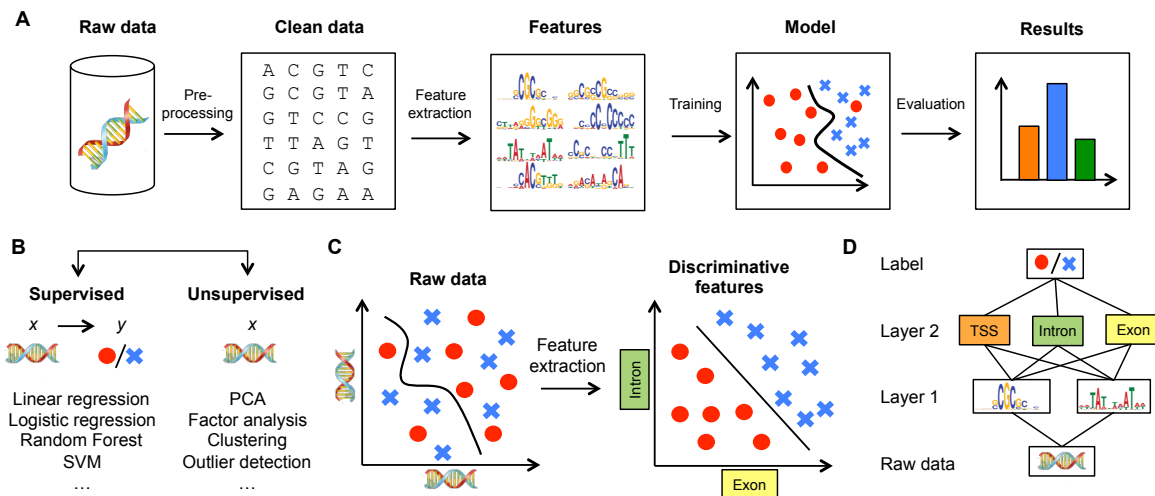 A
Raw data
Clean data
Features
Model
Results
Pre-
processing
Feature
extraction
Training
Evaluation
A C G T C
G C G T A
G T C C G
T T A G T
C G T A G
G A G A A
B
Supervised
Unsupervised
x
y
x
/
Linear regression
Logistic regression
Random Forest
SVM
…
PCA
Factor analysis
Clustering
Outlier detection
…
C
Raw data
Feature
extraction
Discriminative
features
Intron
Exon
D
Label
/
Layer 2
TSS
Intron
Exon
Layer 1
Raw data